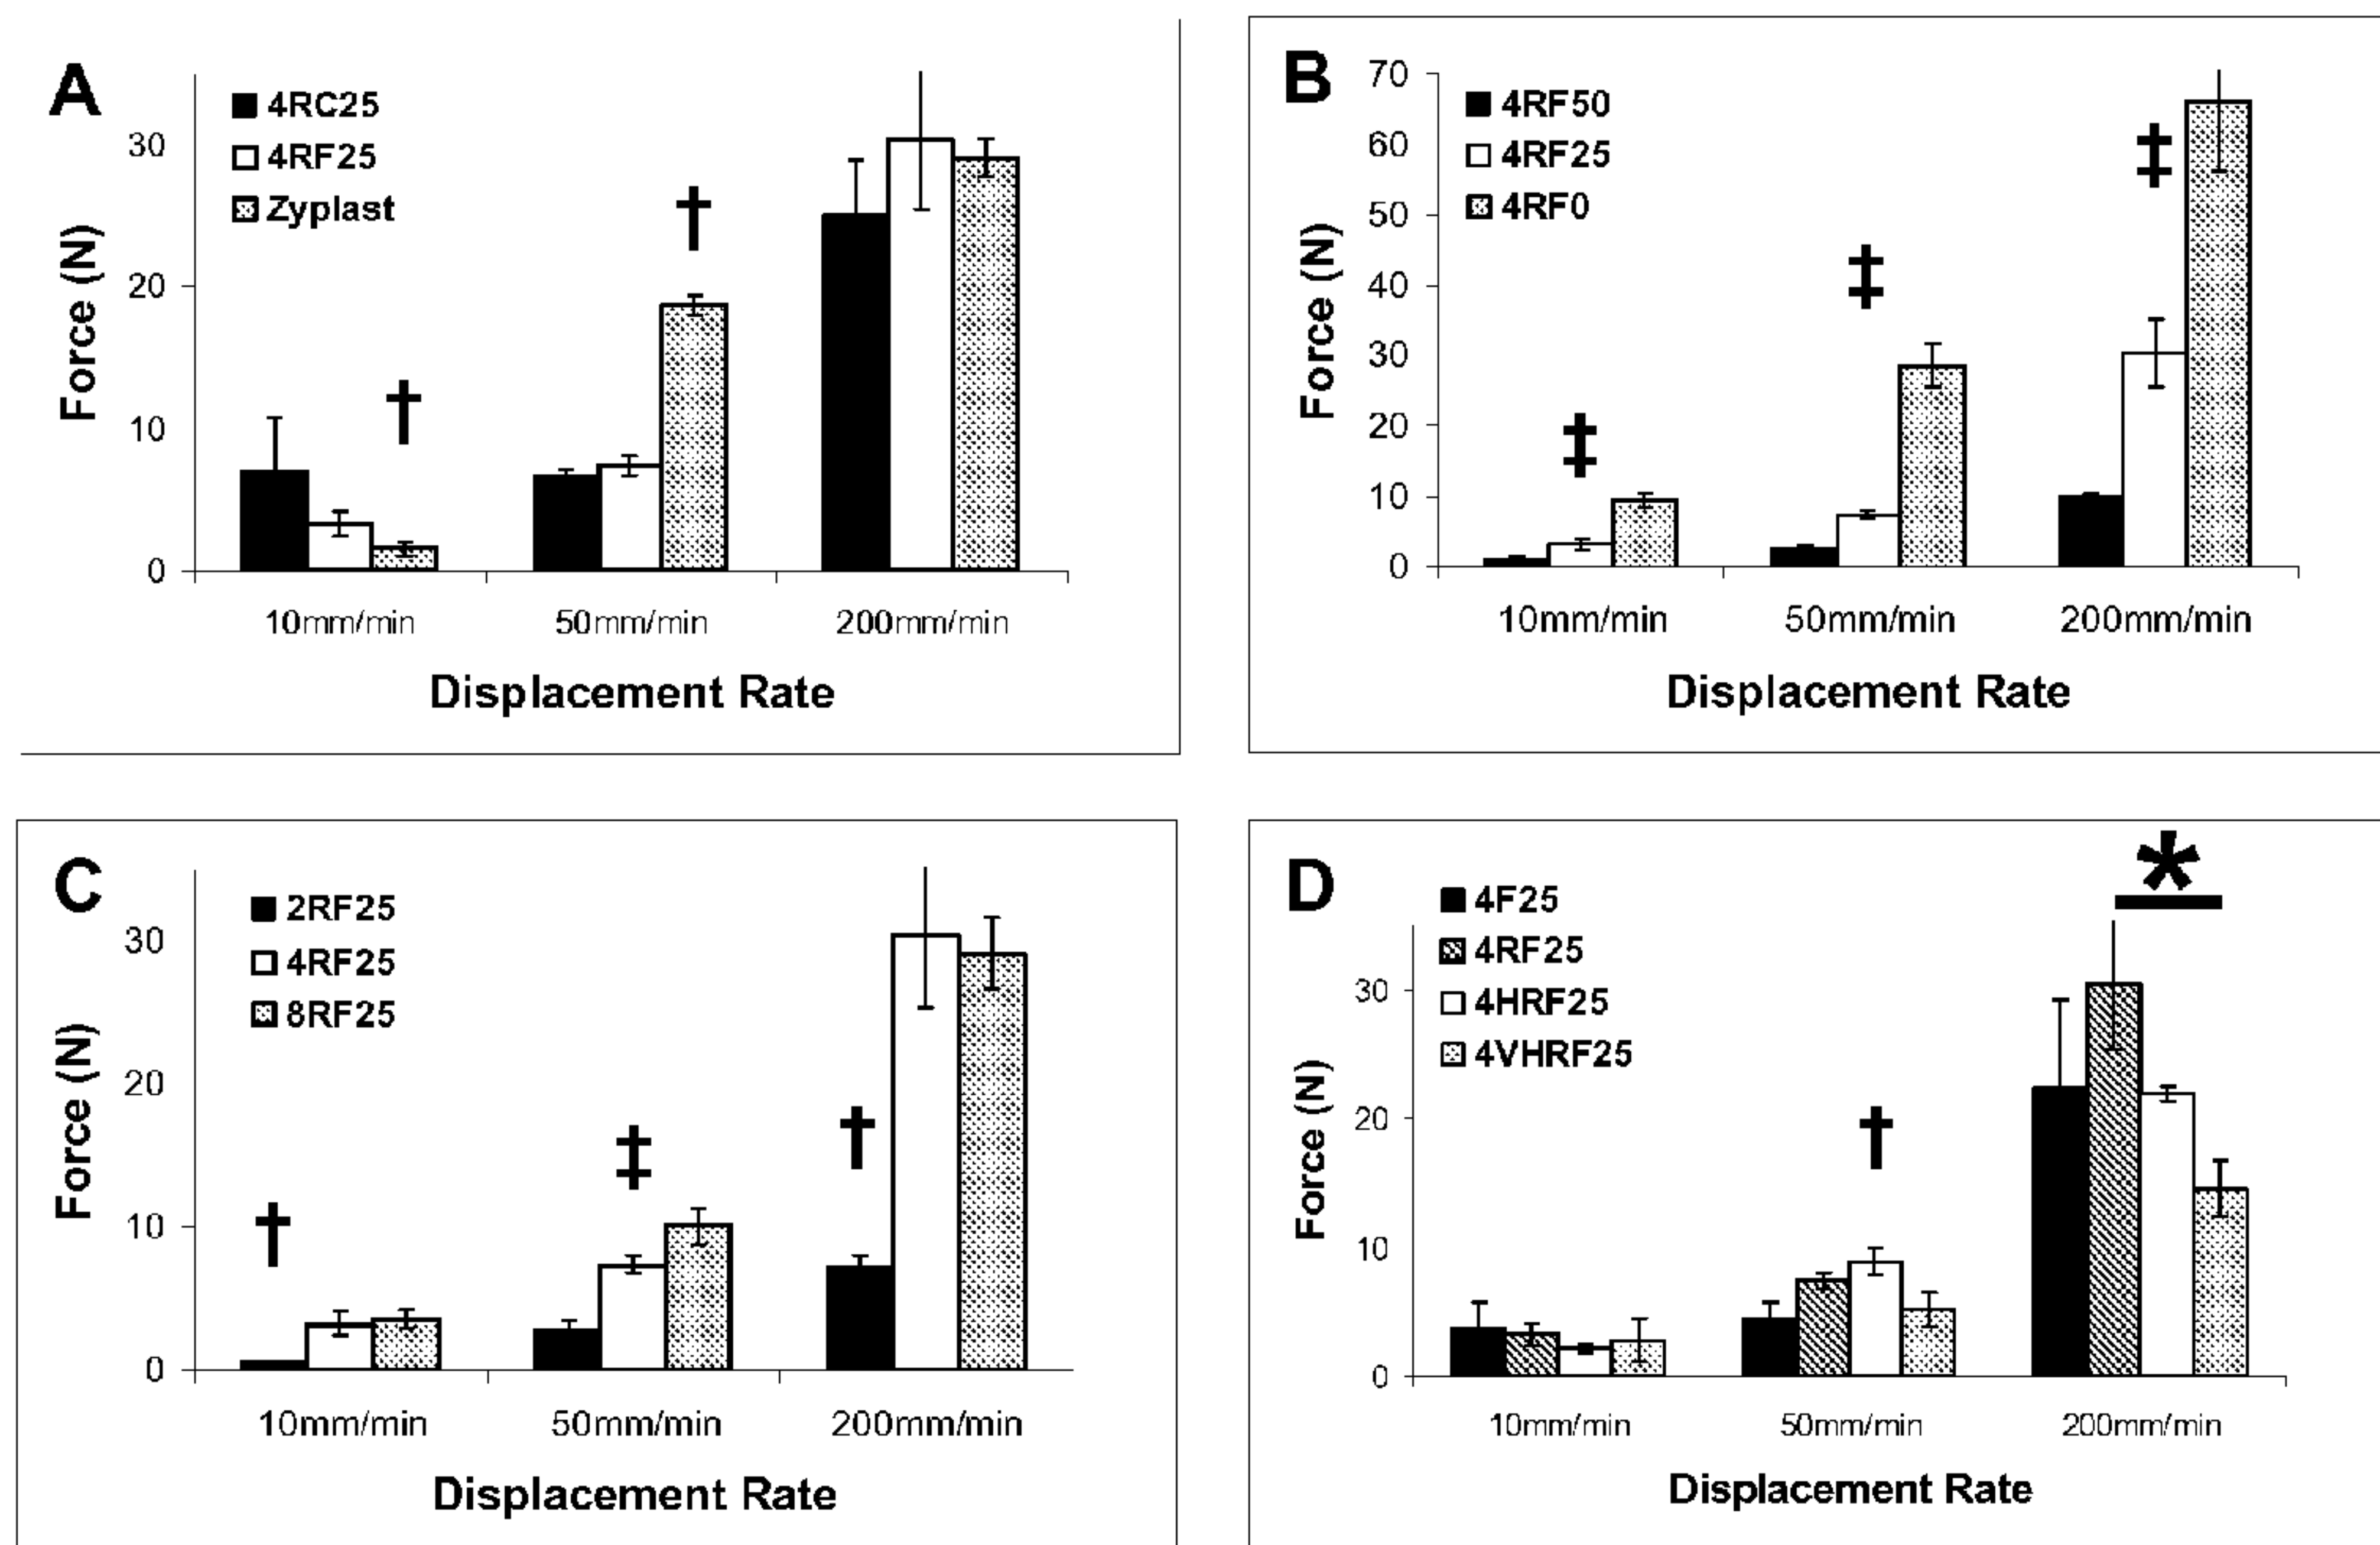 A
4RC25
4RF25
Zyplast
†
†
30
20
10
0
Force (N)
10mm/min 50mm/min 200mm/min
Displacement Rate
B
4RF50
4RF25
4RF0
‡
‡
‡
70
60
50
40
30
20
10
0
Force (N)
10mm/min 50mm/min 200mm/min
Displacement Rate
C
2RF25
4RF25
8RF25
†
‡
†
30
20
10
0
Force (N)
10mm/min 50mm/min 200mm/min
Displacement Rate
D
4F25
4RF25
4HRF25
4VHRF25
†
*
30
20
10
0
Force (N)
10mm/min 50mm/min 200mm/min
Displacement Rate